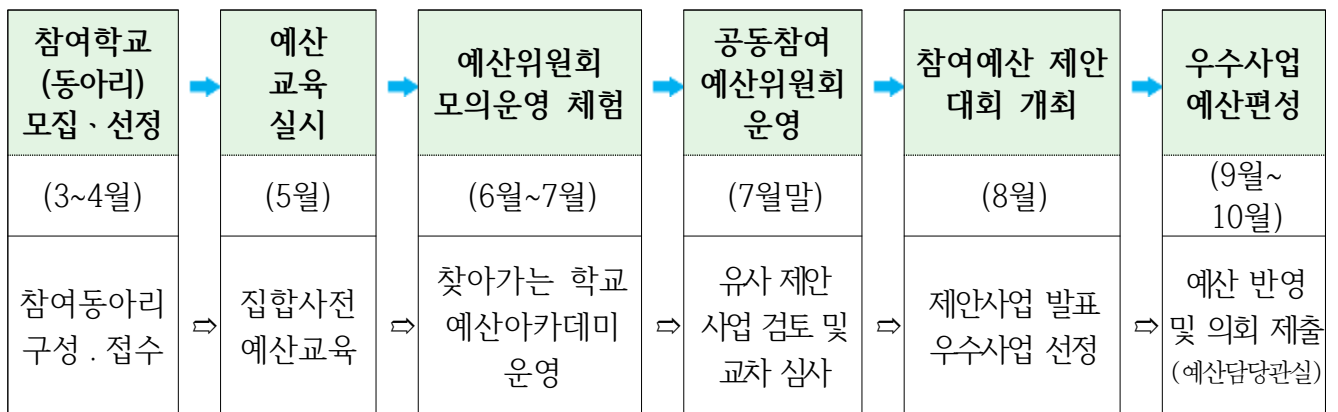 참여학교
(동아리)
모집ㆍ선정
예산
교육
실시
예산위원회
모의운영 체험
공동참여
예산위원회
운영
참여예산 제안
대회 개최
우수사업
예산편성
(3~4월)
(5월)
(6월~7월)
(7월말)
(8월)
(9월~
10월)
참여동아리
구성 . 접수
⇨
집합사전
예산교육
⇨
찾아가는 학교
예산아카데미
운영
⇨
유사 제안
사업 검토 및
교차 심사
⇨
제안사업 발표
우수사업 선정
⇨
예산 반영
및 의회 제출
(예산담당관실)